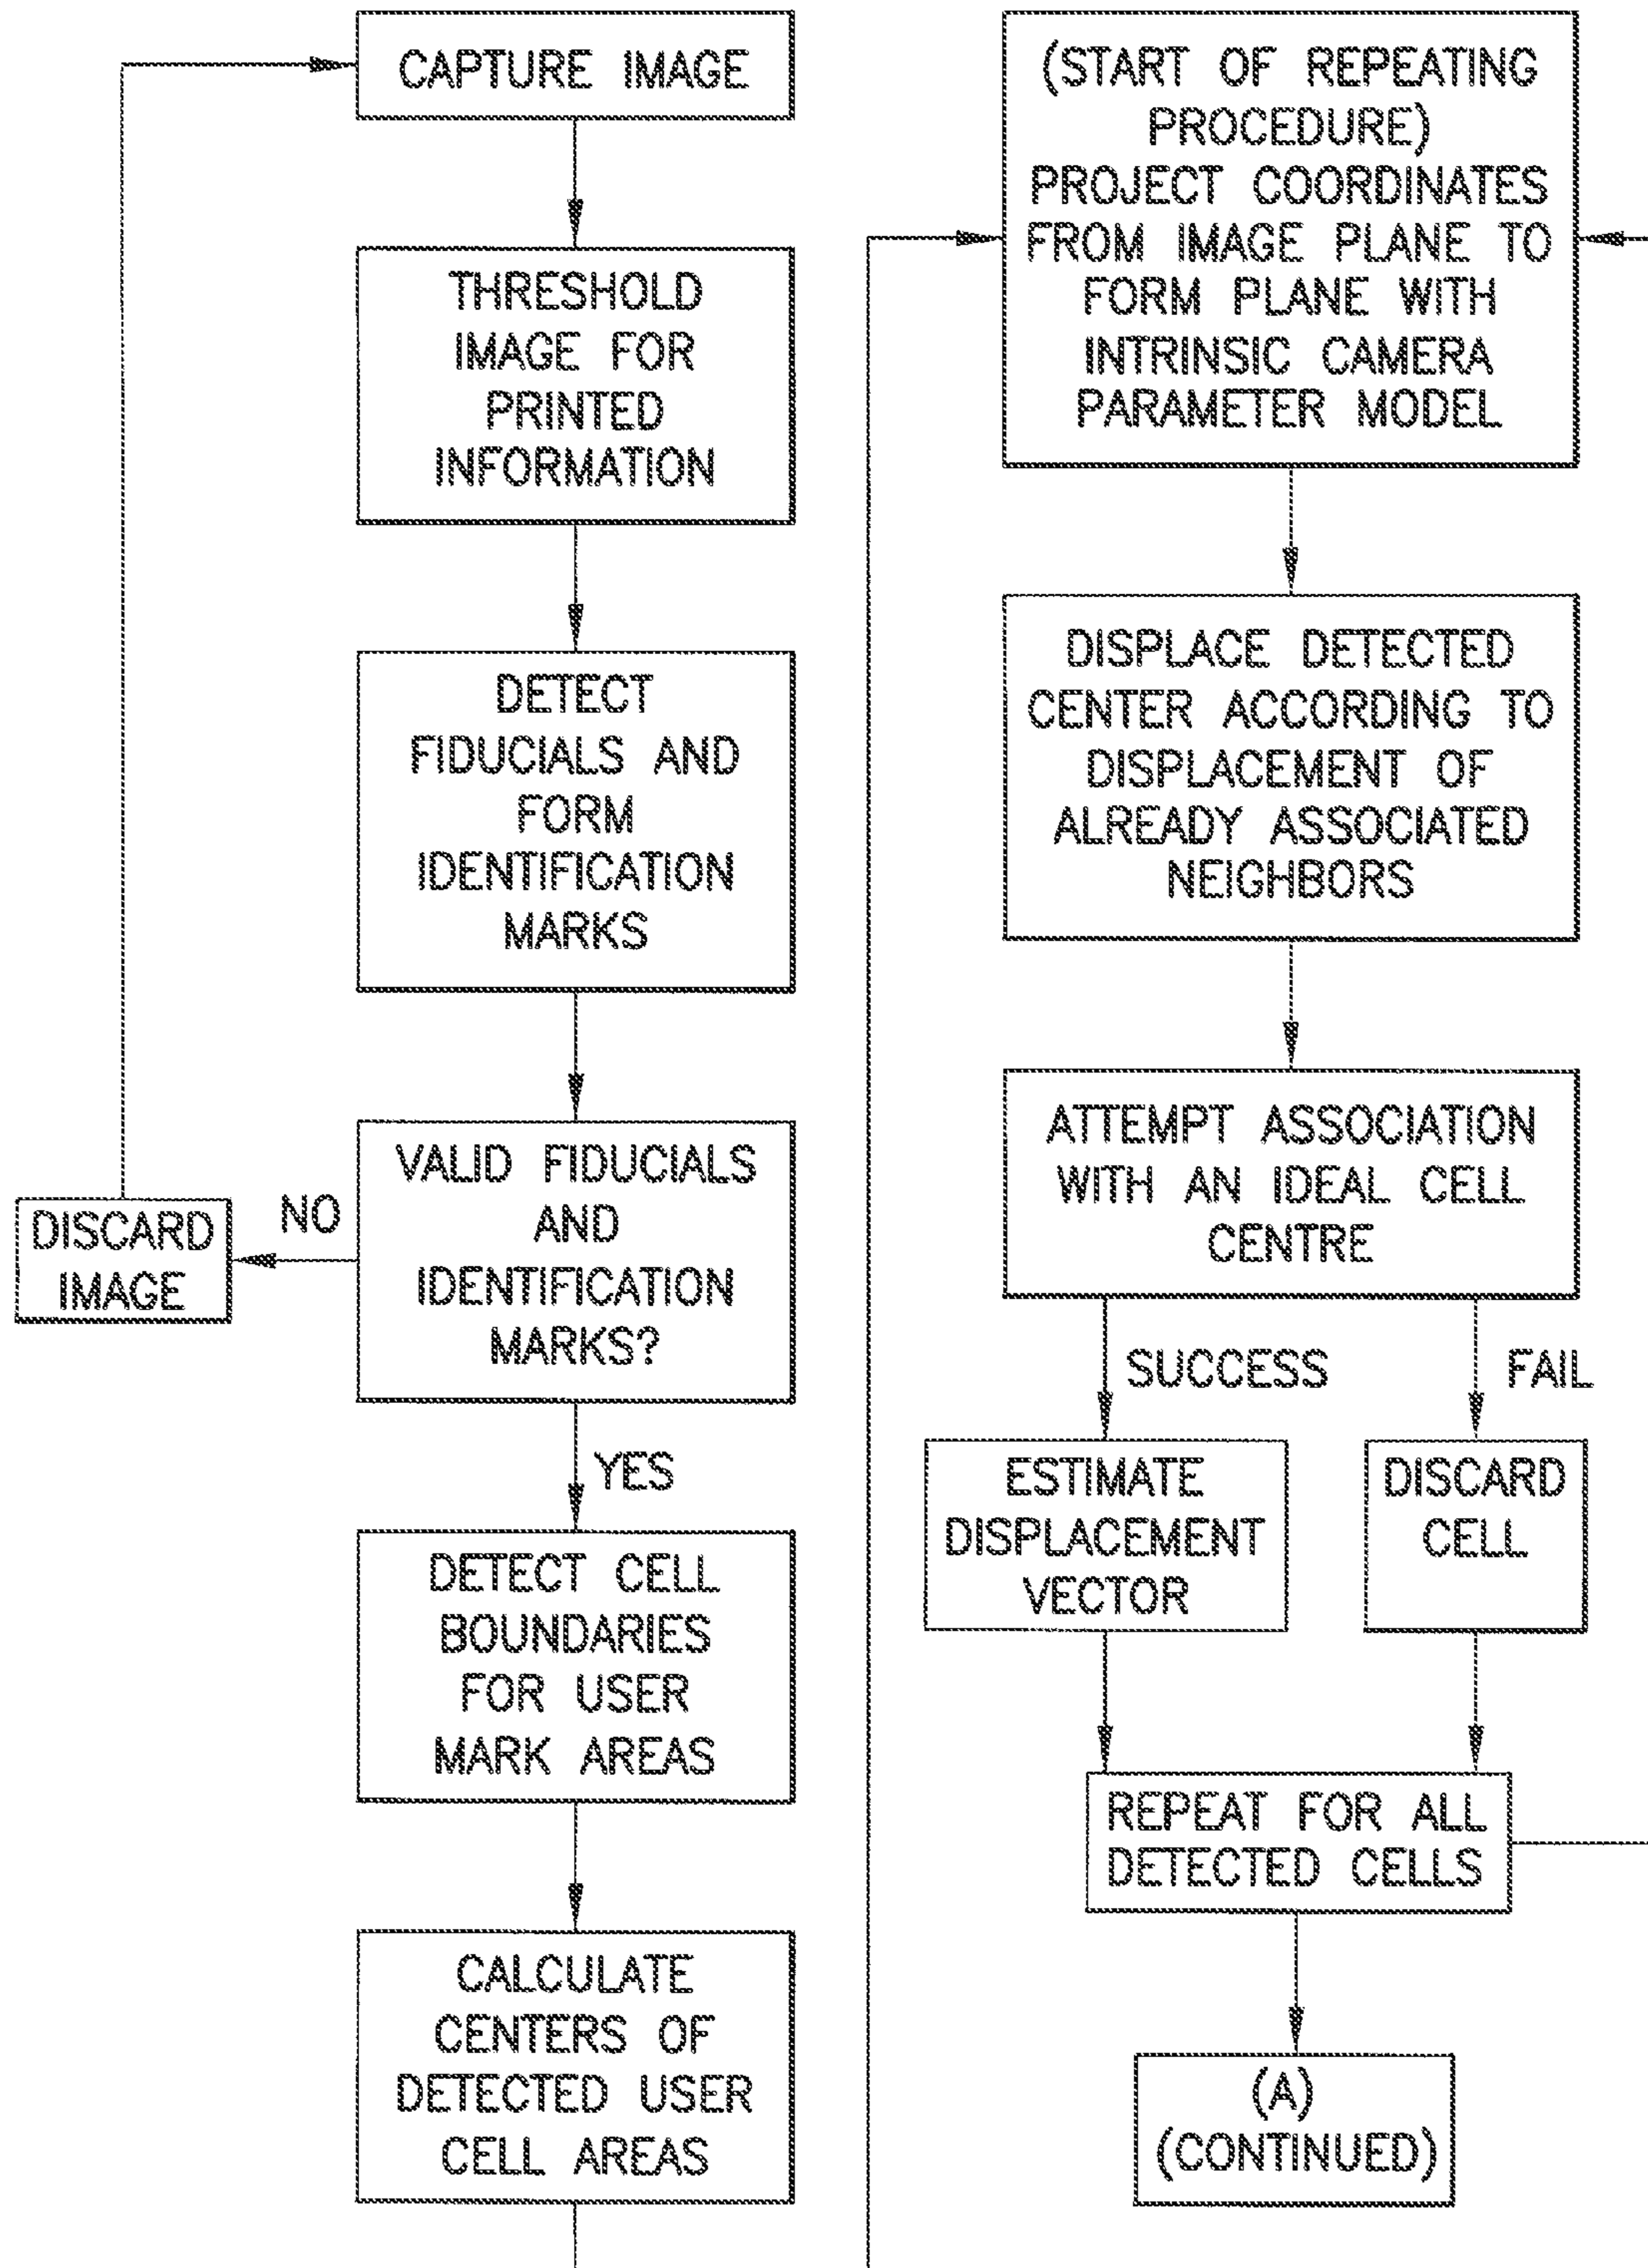 CAPTURE IMAGE
THRESHOLD
IMAGE FOR
PRINTED
INFORMATION
DETECT
FIDUCIALS AND
FORM
IDENTIFICATION
MARKS
VALID FIDUCIALS
AND
IDENTIFICATION
MARKS?
NO
DISCARD
IMAGE
YES
DETECT CELL
BOUNDARIES
FOR USER
MARK AREAS
CALCULATE
CENTERS OF
DETECTED USER
CELL AREAS
(START OF REPEATING
PROCEDURE)
PROJECT COORDINATES
FROM IMAGE PLANE TO
FORM PLANE WITH
INTRINSIC CAMERA
PARAMETER MODEL
DISPLACE DETECTED
CENTER ACCORDING TO
DISPLACEMENT OF
ALREADY ASSOCIATED
NEIGHBORS
ATTEMPT ASSOCIATION
WITH AN IDEAL CELL
CENTRE
SUCCESS
FAIL
ESTIMATE
DISPLACEMENT
VECTOR
DISCARD
CELL
REPEAT FOR ALL
DETECTED CELLS
(A)
(CONTINUED)